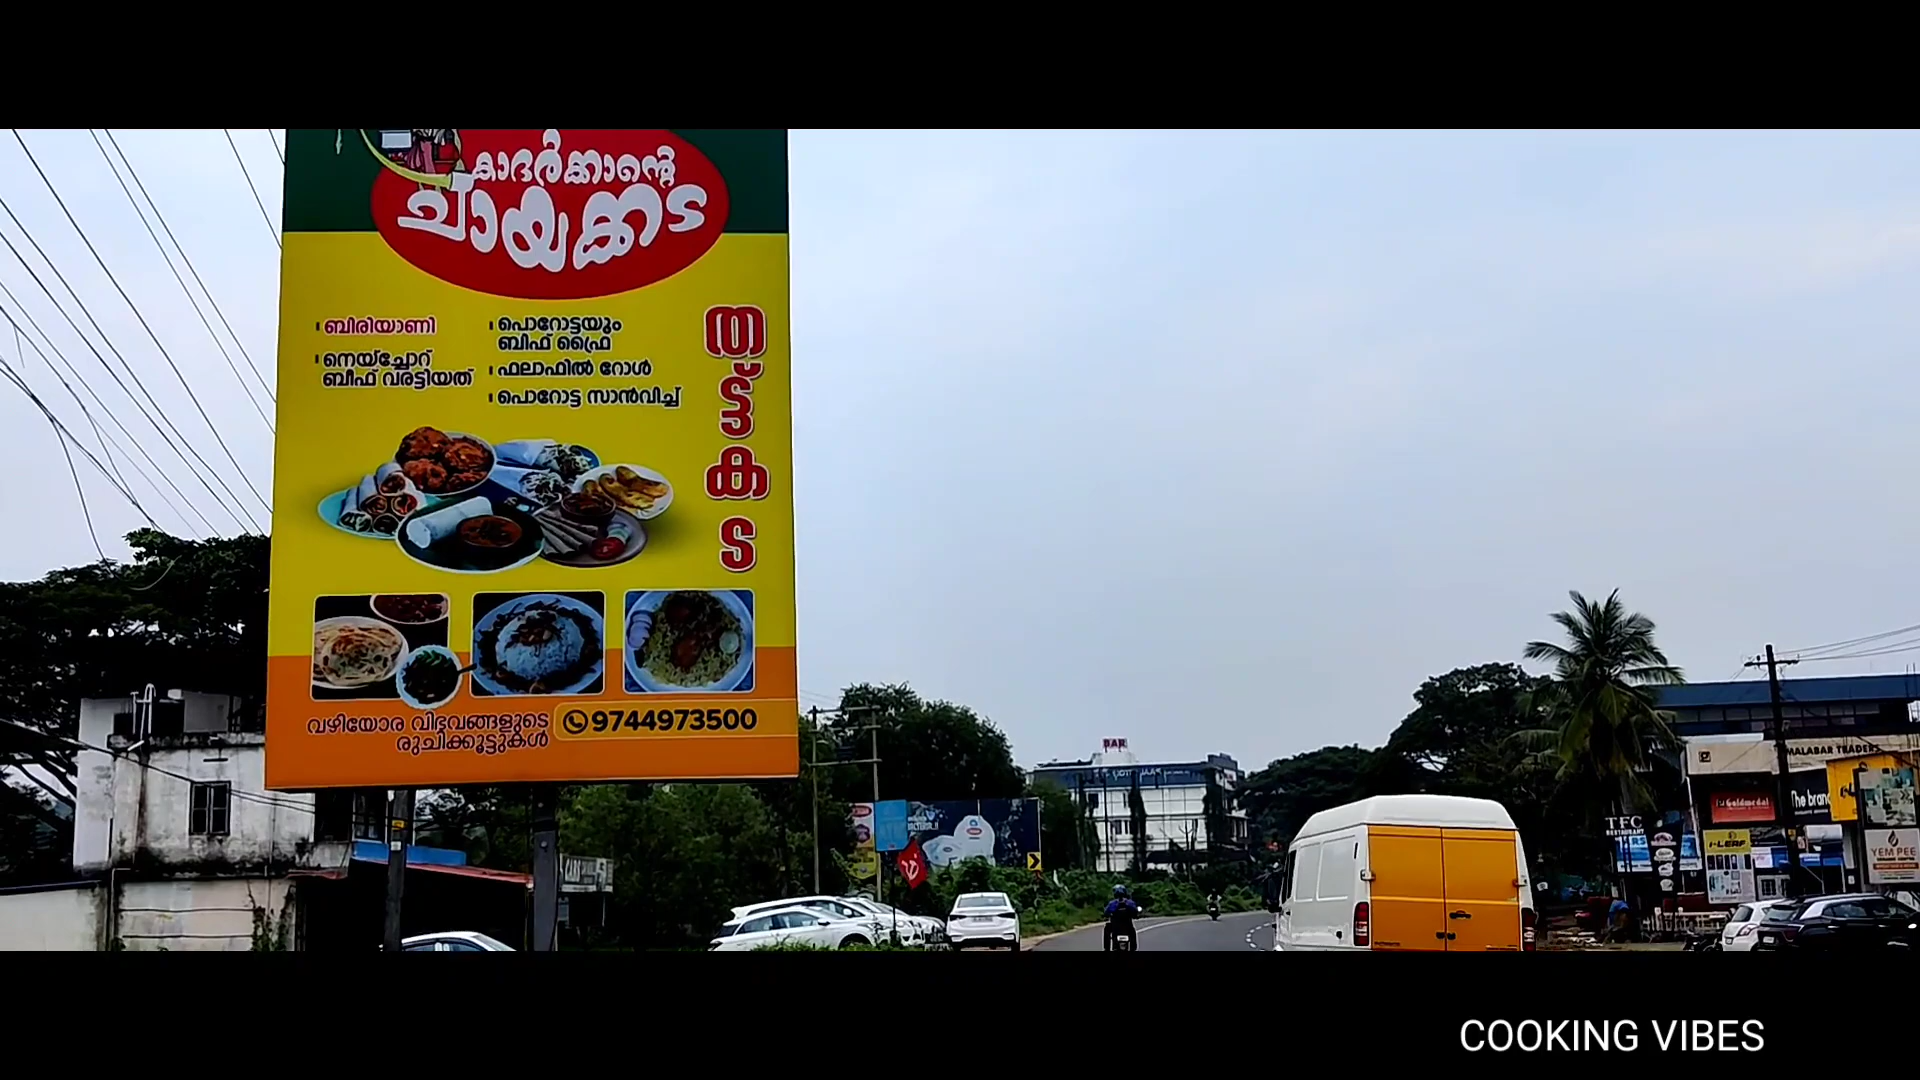 കാദർക്കാന്റെ
ചായക്കട
ബിരിയാണി
നെയ്ച്ചോറ്
ബീഫ് വരട്ടിയത്
പൊറോട്ടയും
ബീഫ് ഫ്രൈ
ഫലാഫിൽ റോൾ
പൊറോട്ട സാൻവിച്ച്
തട്ടുകട
വഴിയോര വിഭവങ്ങളുടെ
രുചിക്കൂട്ടുകൾ
9744973500
BAR
MALABAR TRADERS
Goldmedal
The brand
TFC
RESTAURANT
i-LEAF
YEM PEE
COOKING VIBES